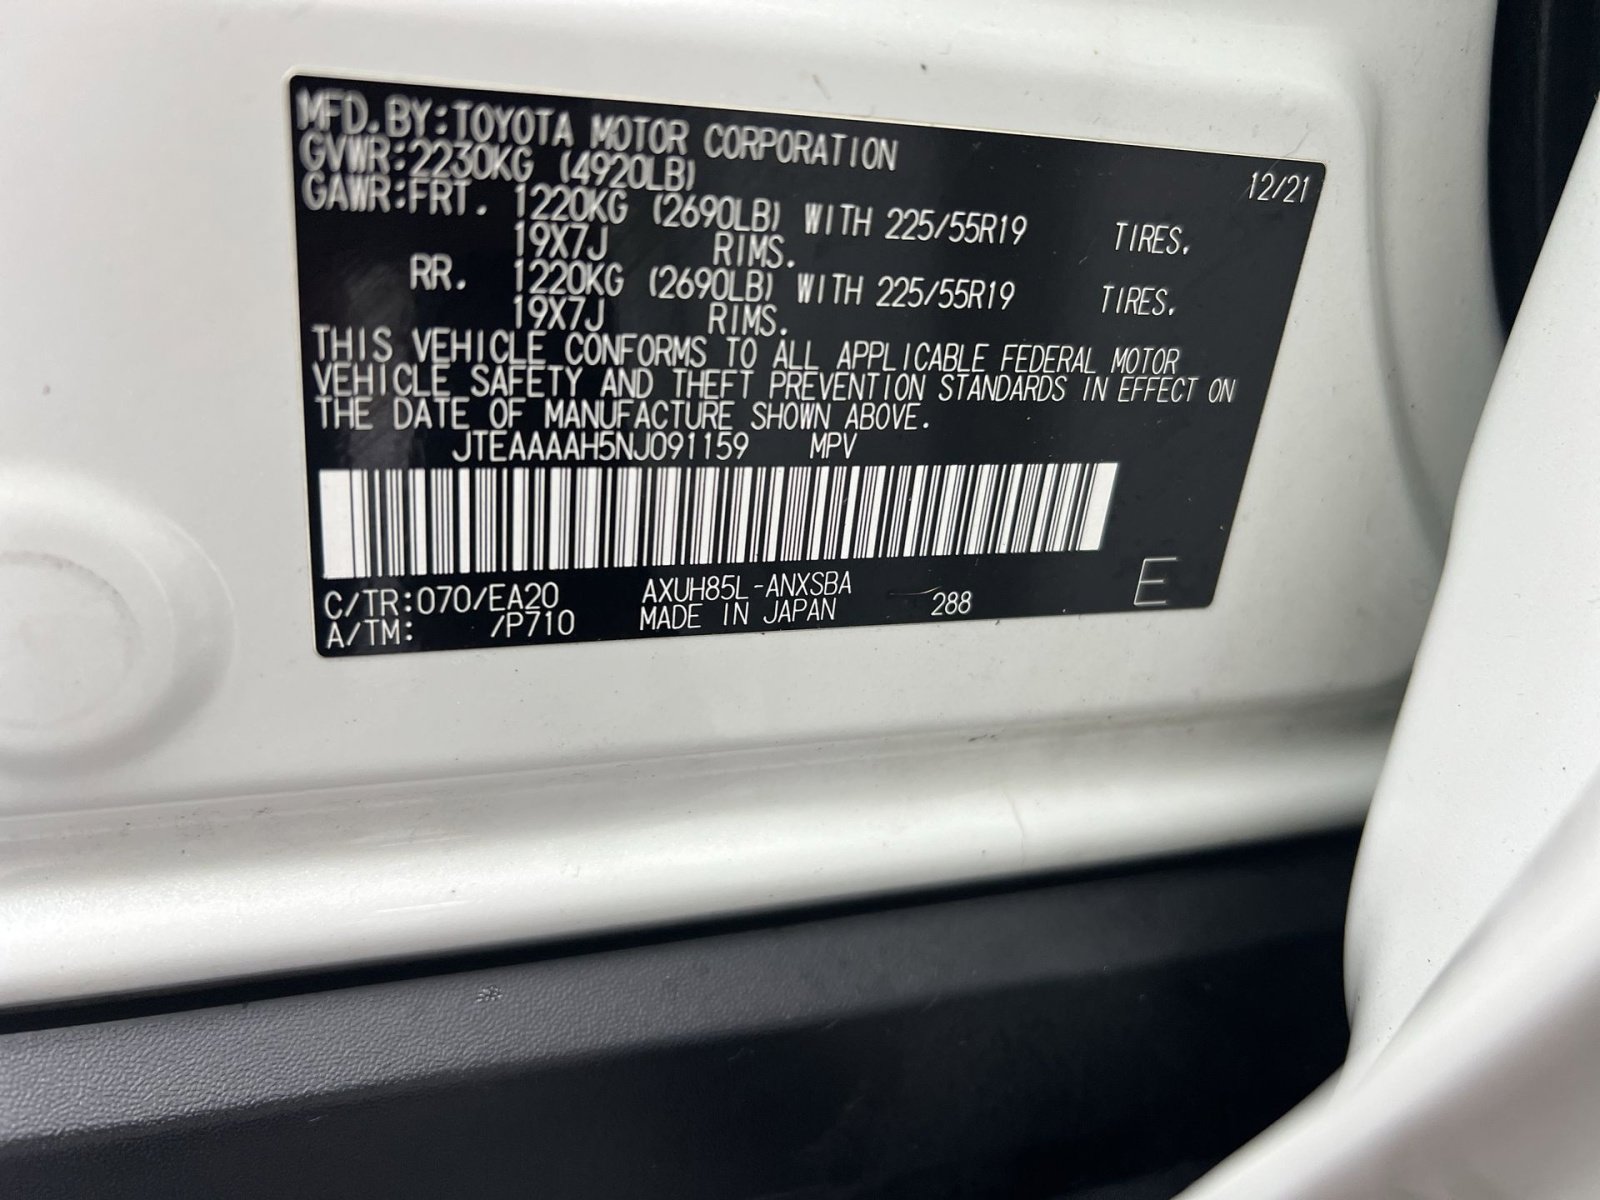 MFD.BY:TOYOTA MOTOR CORPORATION 12/21
GVWR:2230KG (4920LB)
GAWR:FRT. 1220KG (2690LB) WITH 225/55R19 TIRES.
19X7J RIMS.
RR. 1220KG (2690LB) WITH 225/55R19 TIRES.
19X7J RIMS.
THIS VEHICLE CONFORMS TO ALL APPLICABLE FEDERAL MOTOR
VEHICLE SAFETY AND THEFT PREVENTION STANDARDS IN EFFECT ON
THE DATE OF MANUFACTURE SHOWN ABOVE.
JTEAAAAH5NJ091159 MPV
C/TR:070/EA20 AXUH85L-ANXSBA
A/TM: /P710 MADE IN JAPAN 288 E